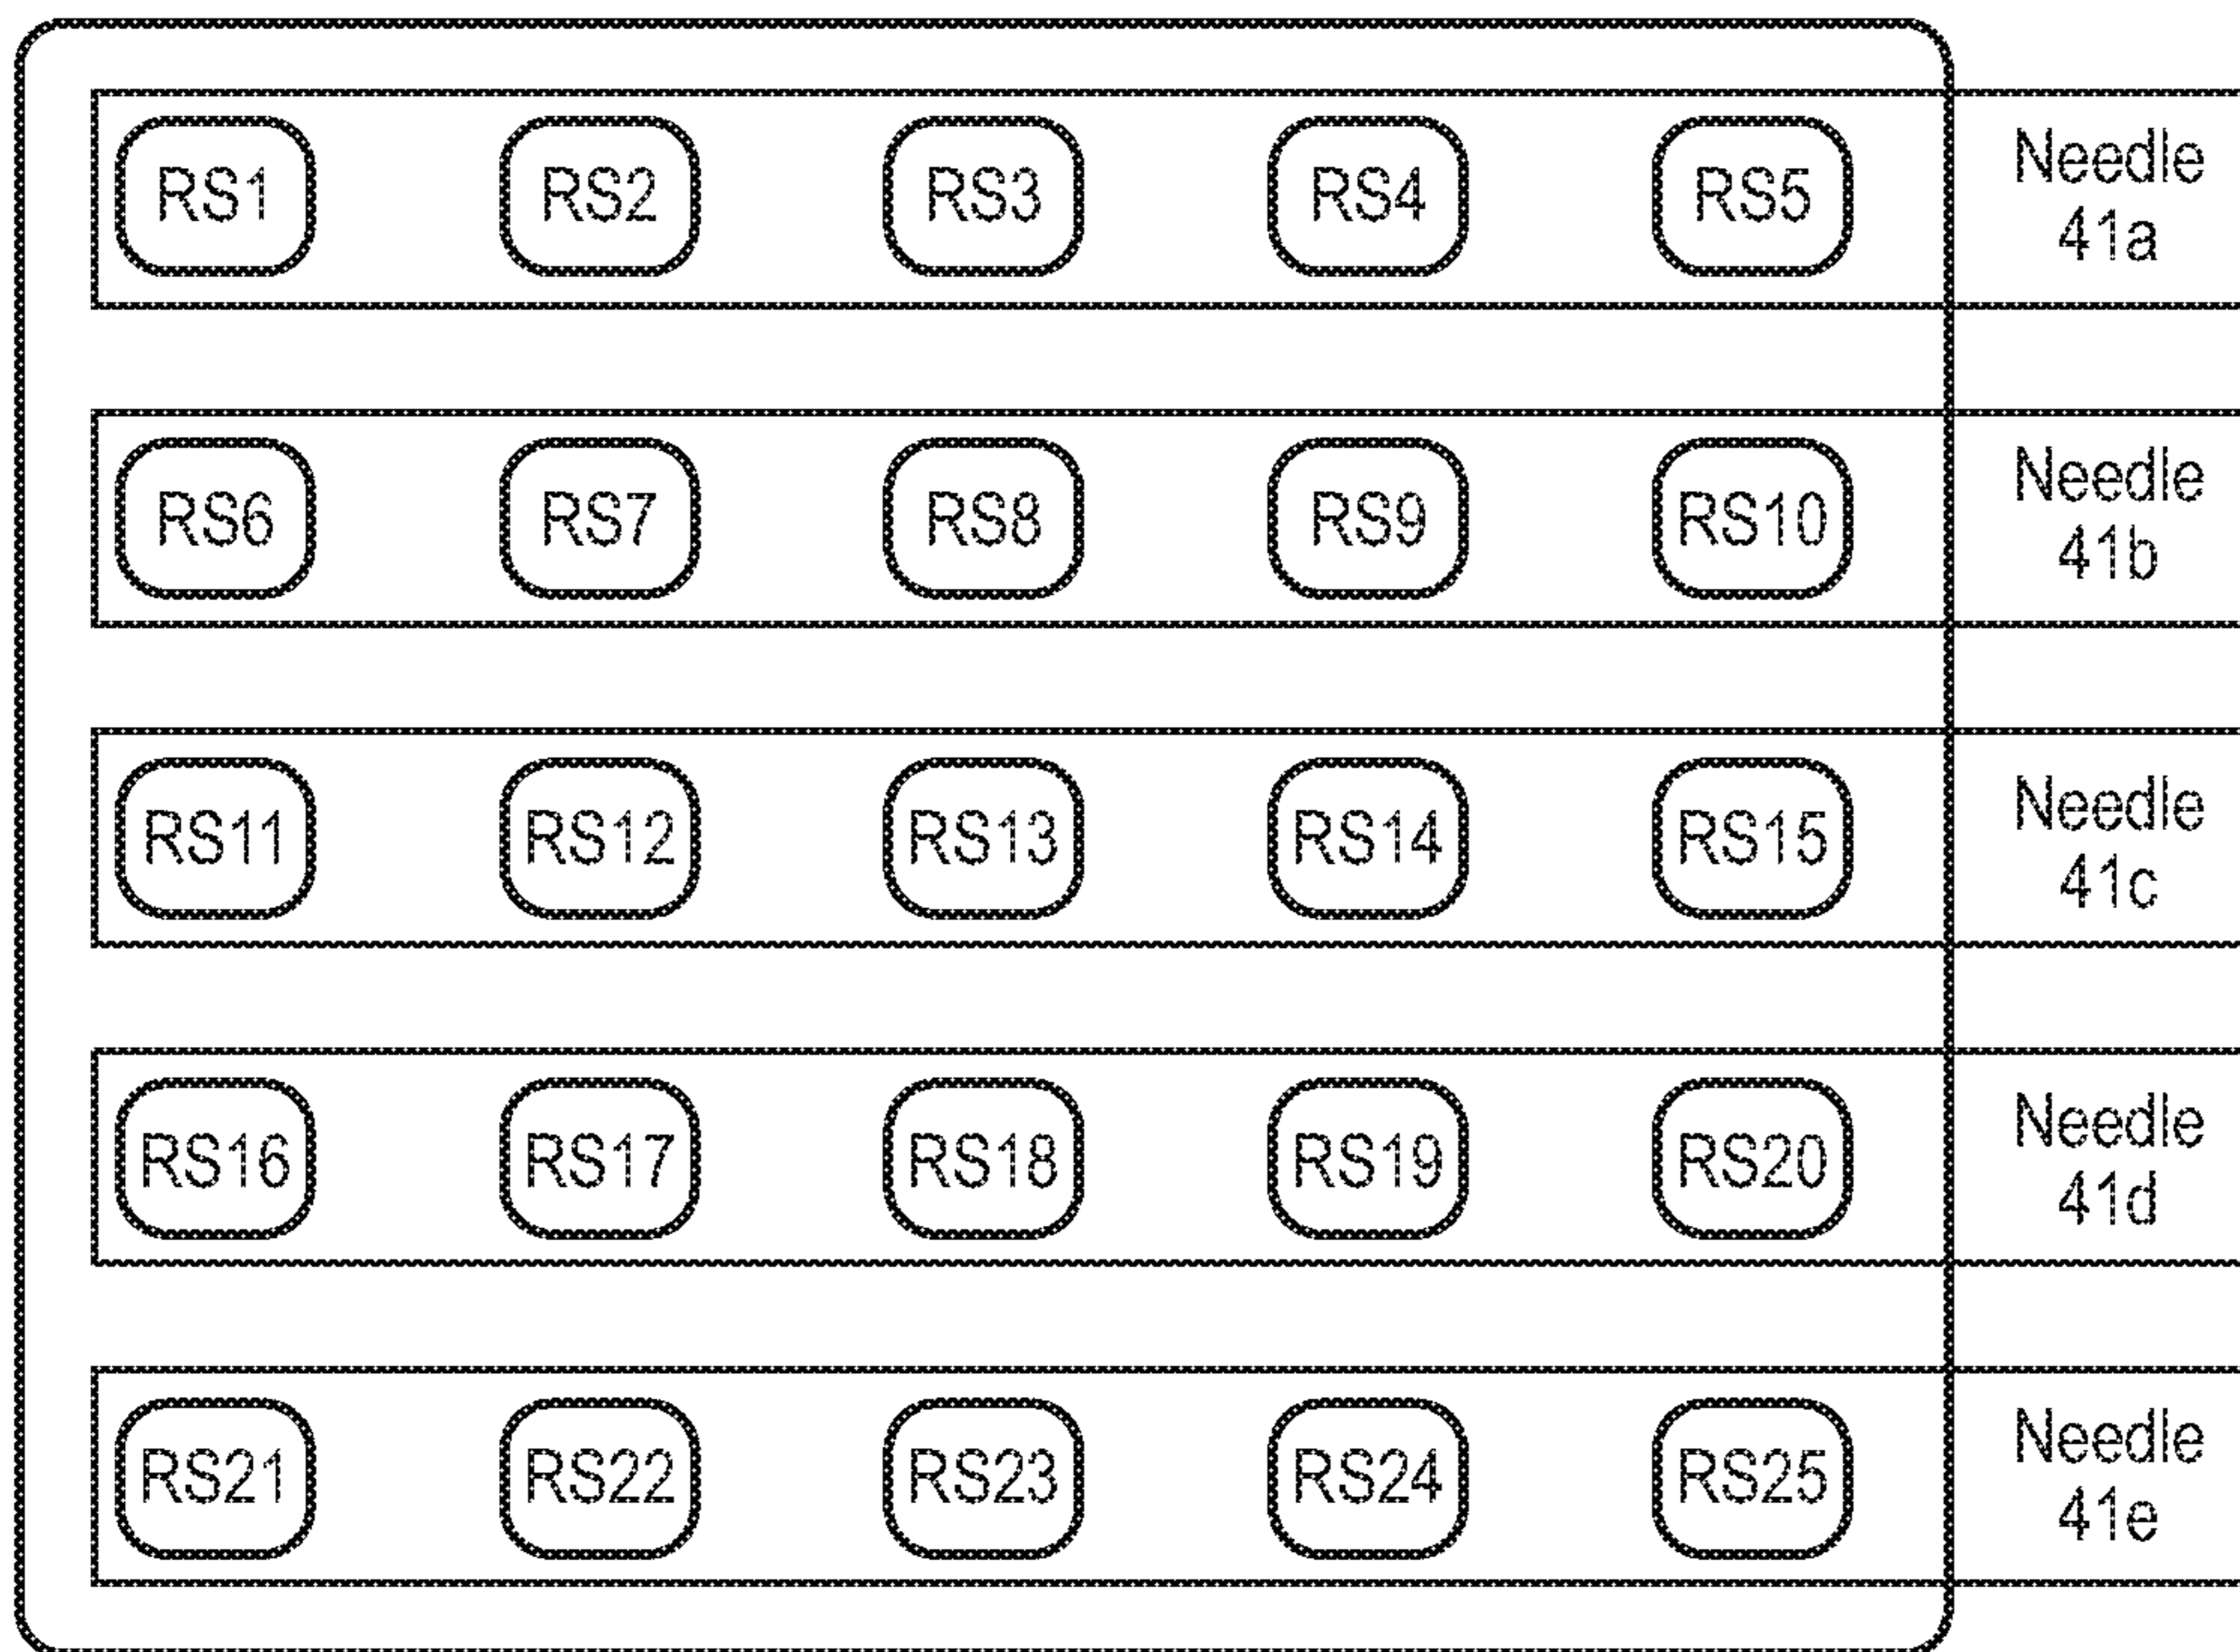 RS1 RS2 RS3 RS4 RS5 Needle
41a
RS6 RS7 RS8 RS9 RS10 Needle
41b
RS11 RS12 RS13 RS14 RS15 Needle
41c
RS16 RS17 RS18 RS19 RS20 Needle
41d
RS21 RS22 RS23 RS24 RS25 Needle
41e